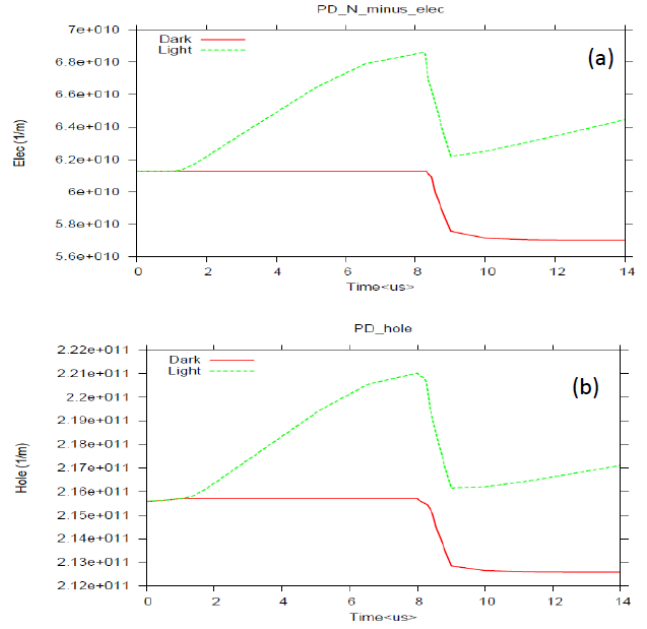 PD_N_minus_elec
7e+010
Dark
Light
(a)
6.8e+010
6.6e+010
6.4e+010
6.2e+010
6e+010
5.8e+010
5.6e+010
Elec (1/m)
0 2 4 6 8 10 12 14
Time<us>
PD_hole
2.22e+011
Dark
Light
(b)
2.21e+011
2.2e+011
2.19e+011
2.18e+011
2.17e+011
2.16e+011
2.15e+011
2.14e+011
2.13e+011
2.12e+011
Hole (1/m)
0 2 4 6 8 10 12 14
Time<us>